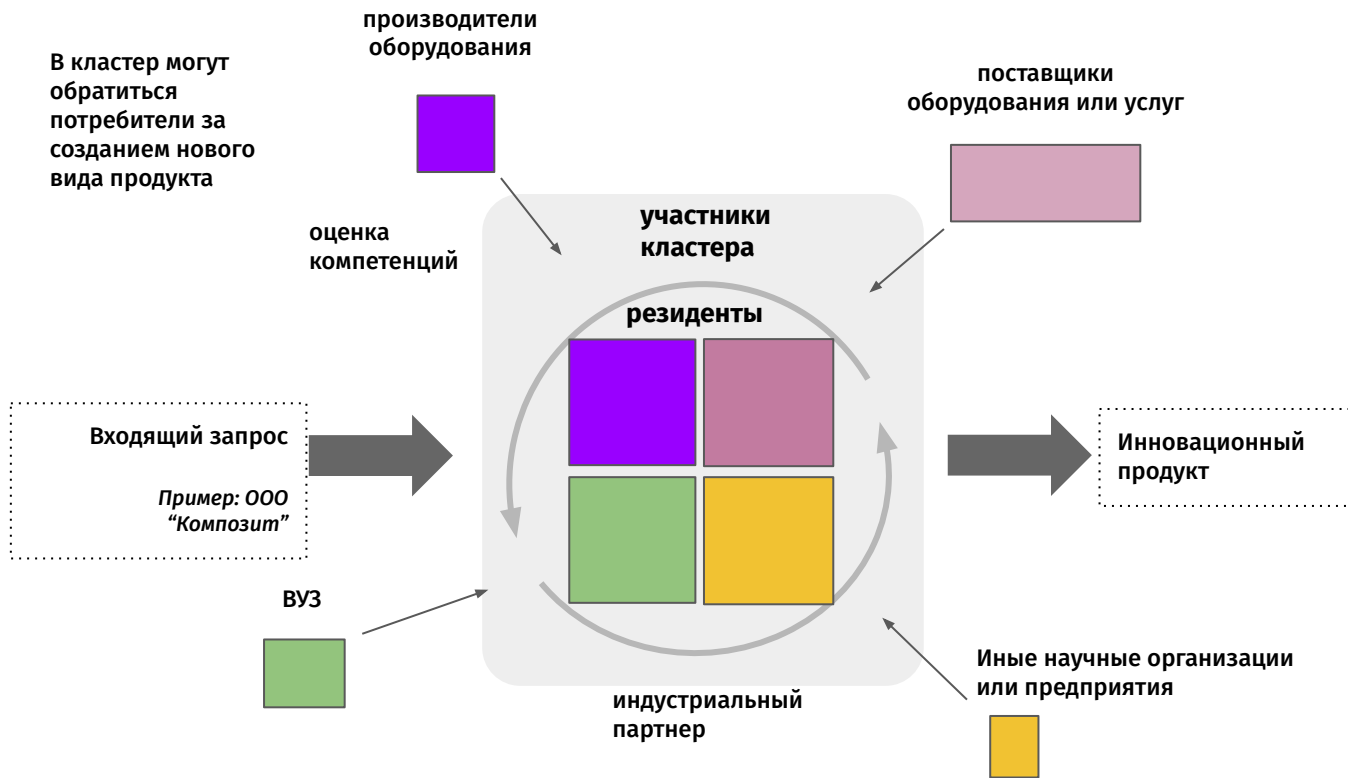 производители
оборудования
В кластер могут
обратиться
потребители за
созданием нового
вида продукта
поставщики
оборудования или услуг
участники
кластера
оценка
компетенций
резиденты
Входящий запрос
Пример: ООО
“Композит”
Инновационный
продукт
ВУЗ
Иные научные организации
или предприятия
индустриальный
партнер